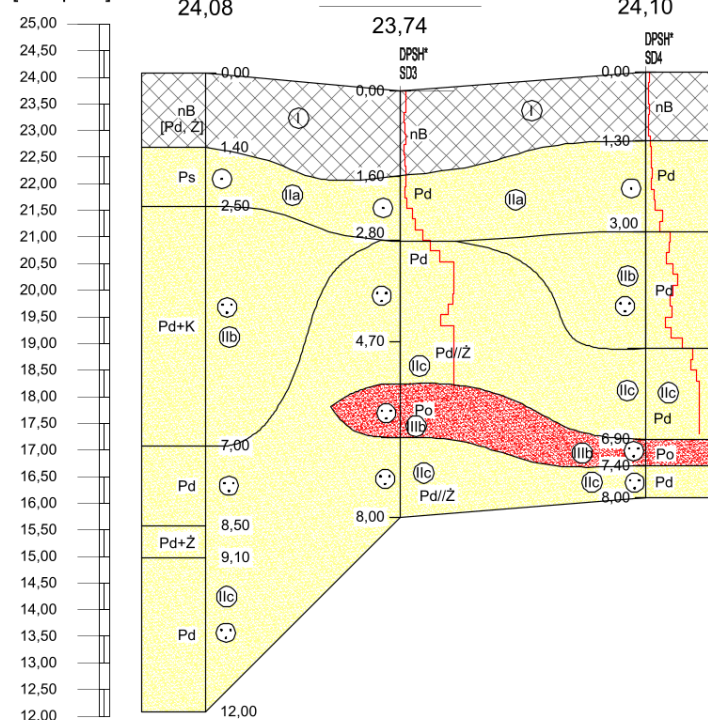 24,08
23,74
24,10
DPSH*
SD3
DPSH*
SD4
25,00
24,50
24,00
23,50
23,00
22,50
22,00
21,50
21,00
20,50
20,00
19,50
19,00
18,50
18,00
17,50
17,00
16,50
16,00
15,50
15,00
14,50
14,00
13,50
13,00
12,50
12,00
0,00
nB
[Pd, Ż]
1,40
Ps
2,50
Pd+K
7,00
Pd
8,50
Pd+Ż
9,10
Pd
12,00
I
IIa
IIb
IIc
0,00
nB
1,60
Pd
2,80
Pd
4,70
Pd//Ż
IIc
Po
IIIb
IIc
Pd//Ż
8,00
I
IIa
0,00
nB
1,30
Pd
3,00
IIb
Pd
IIc
IIc
Pd
6,90
IIIb
Po
7,40
IIc
Pd
8,00